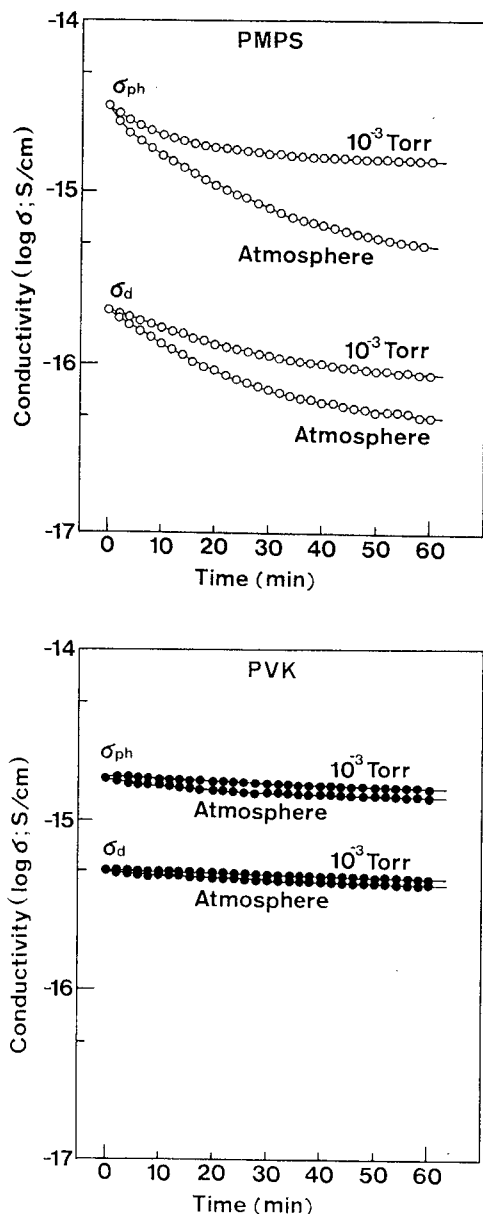 PMPS
-14
-15
-16
-17
Conductivity (log σ; S/cm)
σph
10⁻³ Torr
Atmosphere
σd
10⁻³ Torr
Atmosphere
0 10 20 30 40 50 60
Time (min)
PVK
-14
-15
-16
-17
Conductivity (log σ; S/cm)
σph
10⁻³ Torr
Atmosphere
σd
10⁻³ Torr
Atmosphere
0 10 20 30 40 50 60
Time (min)